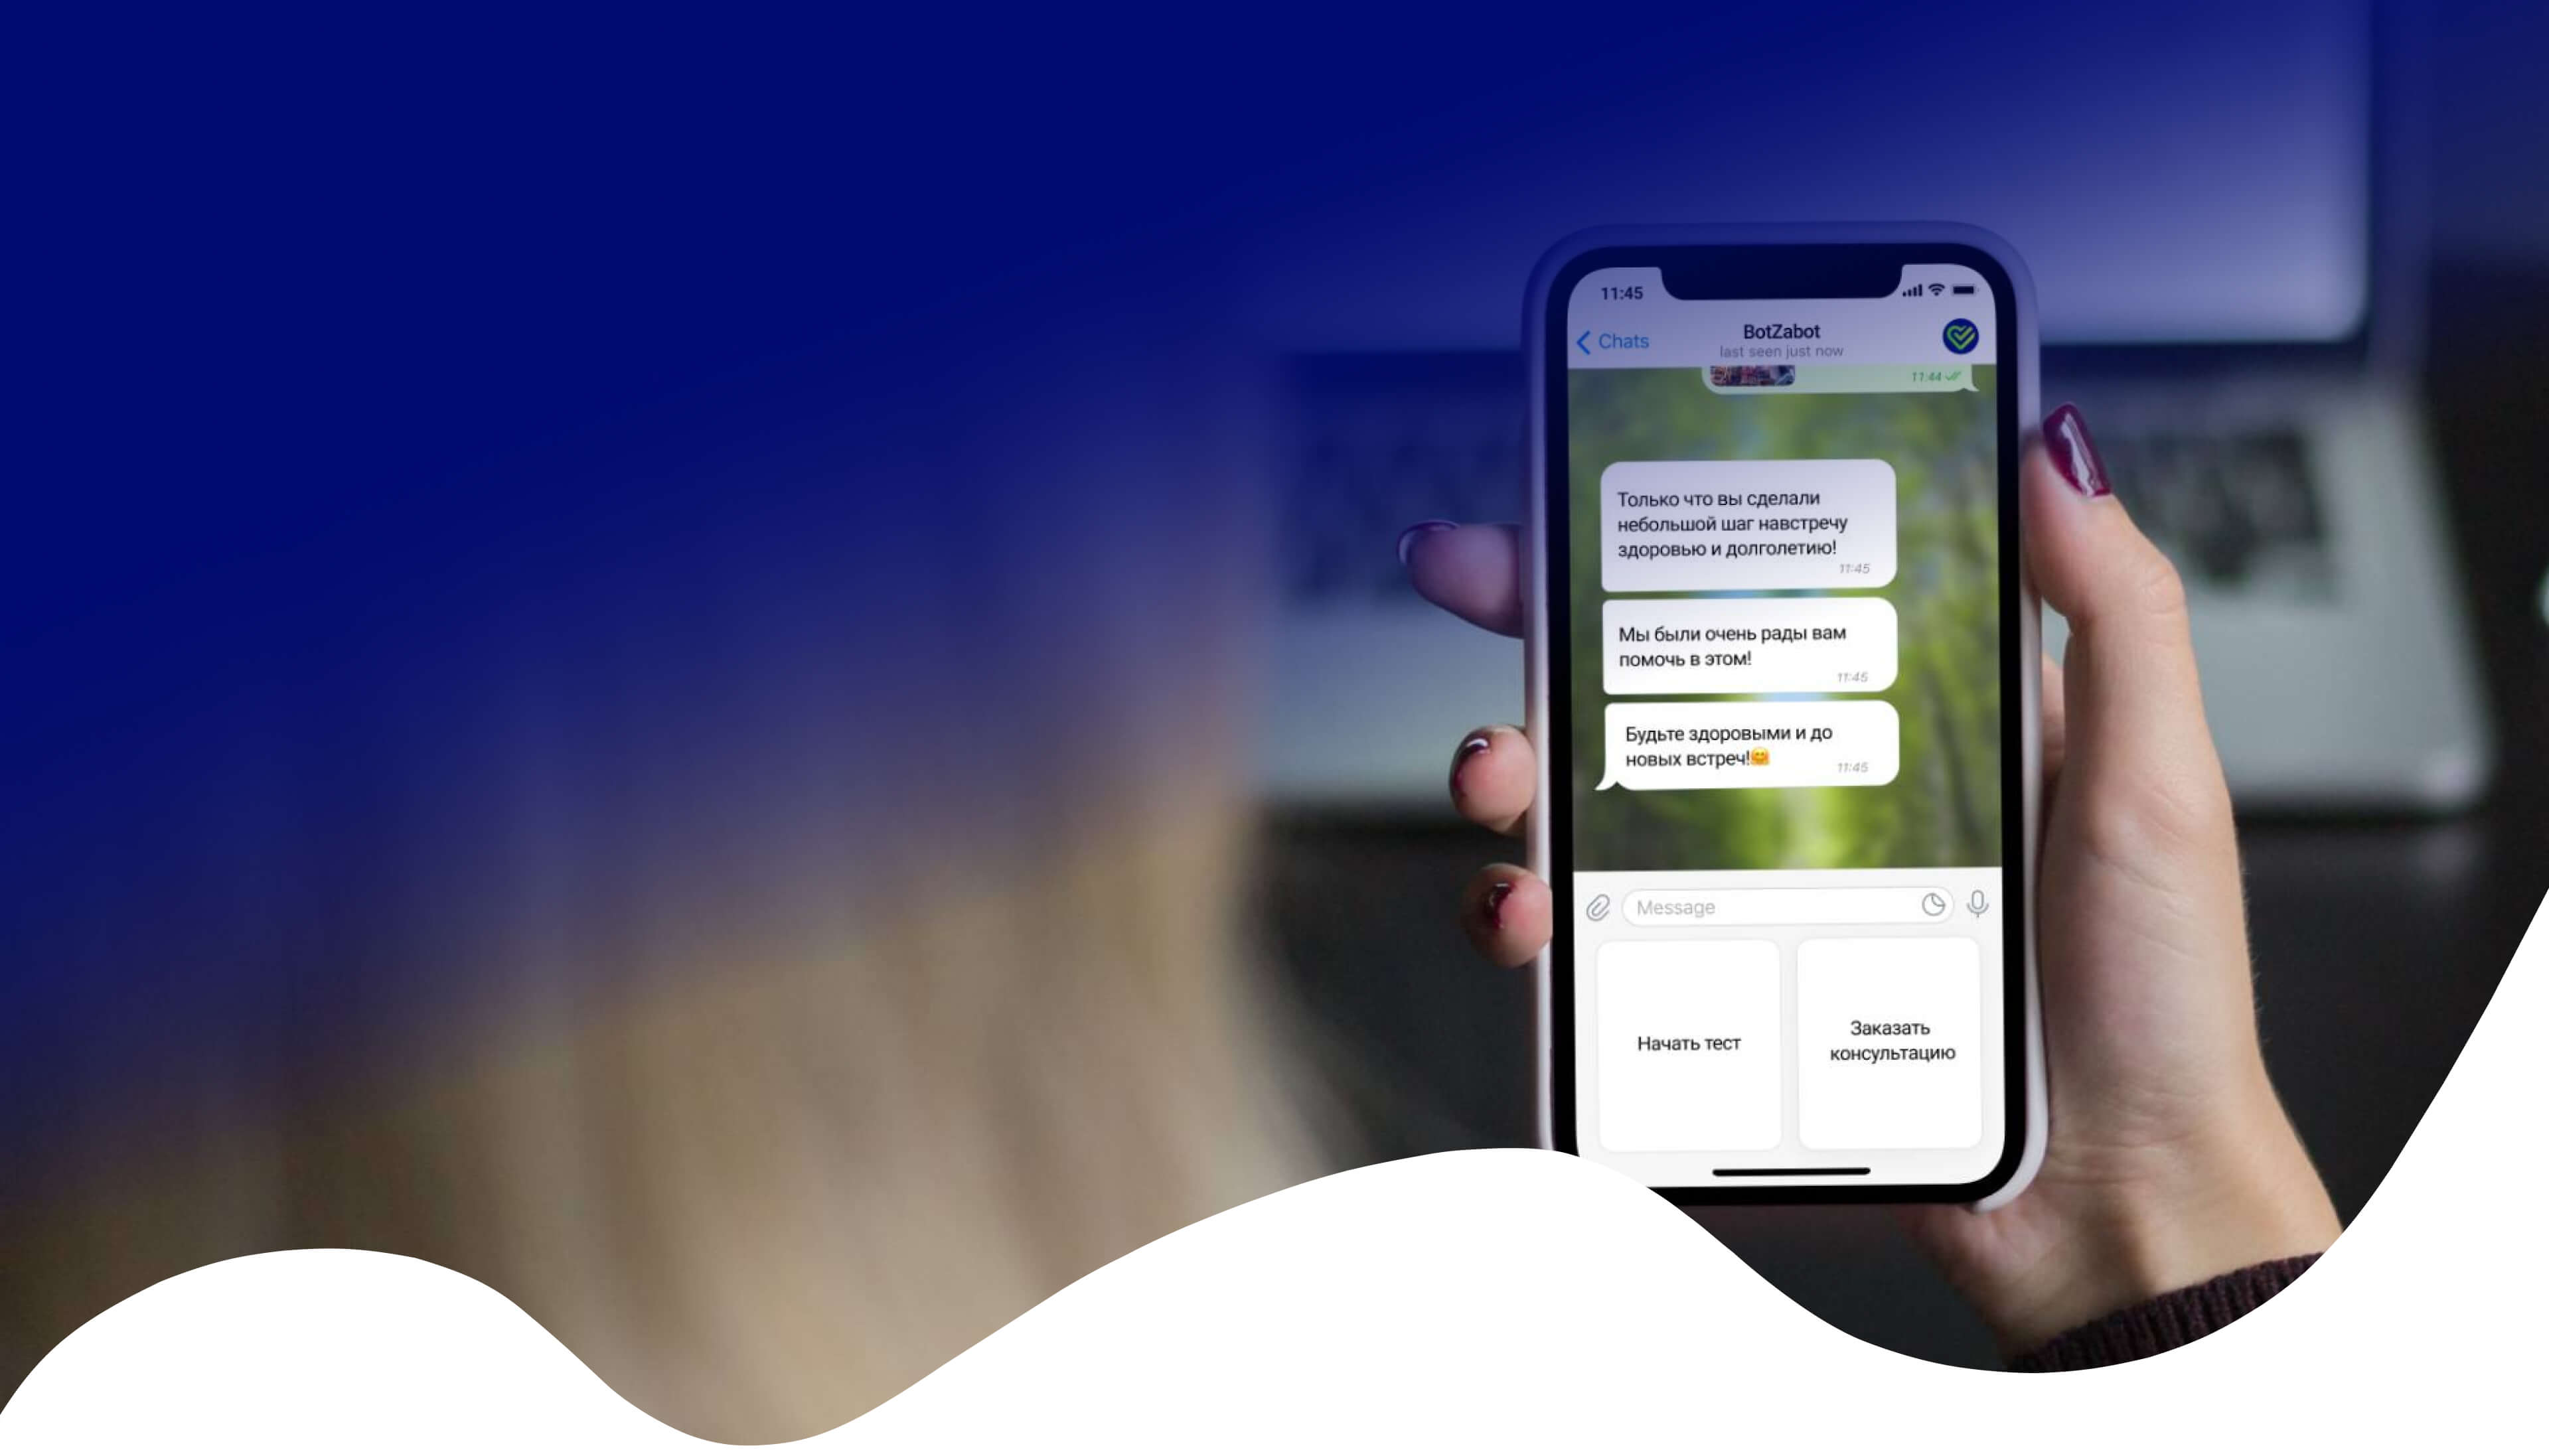 11:45
Chats
BotZabot
last seen just now
11:44
Только что вы сделали
небольшой шаг навстречу
здоровью и долголетию!
11:45
Мы были очень рады вам
помочь в этом!
11:45
Будьте здоровыми и до
новых встреч!🤗
11:45
Message
Начать тест
Заказать
консультацию